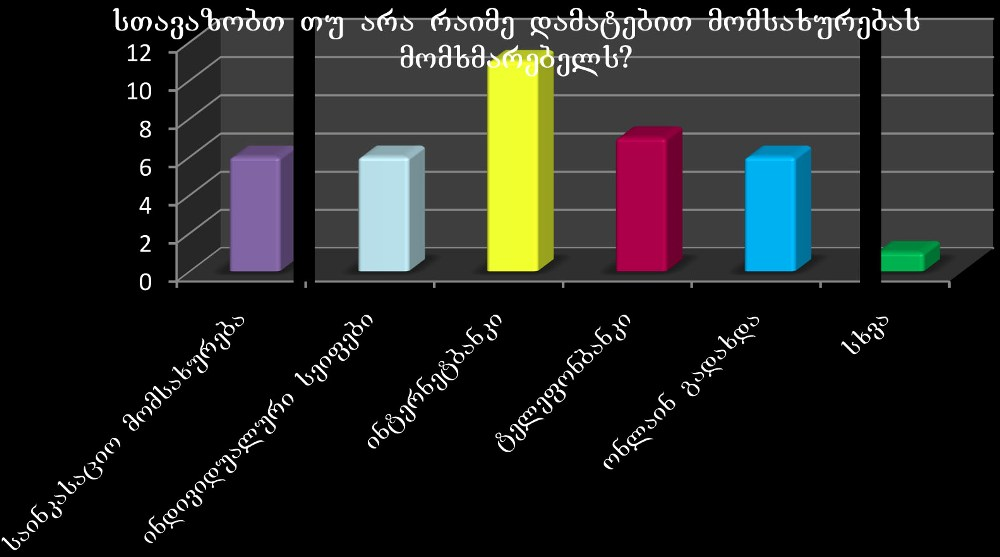 სთავაზობთ თუ არა რაიმე დამატებით მომსახურებას
მომხმარებელს?
12
10
8
6
4
2
0
საინკასაციო მომსახურება
ინდივიდუალური სეიფები
ინტერნეტბანკი
ტელეფონბანკი
ონლაინ გადახდა
სხვა